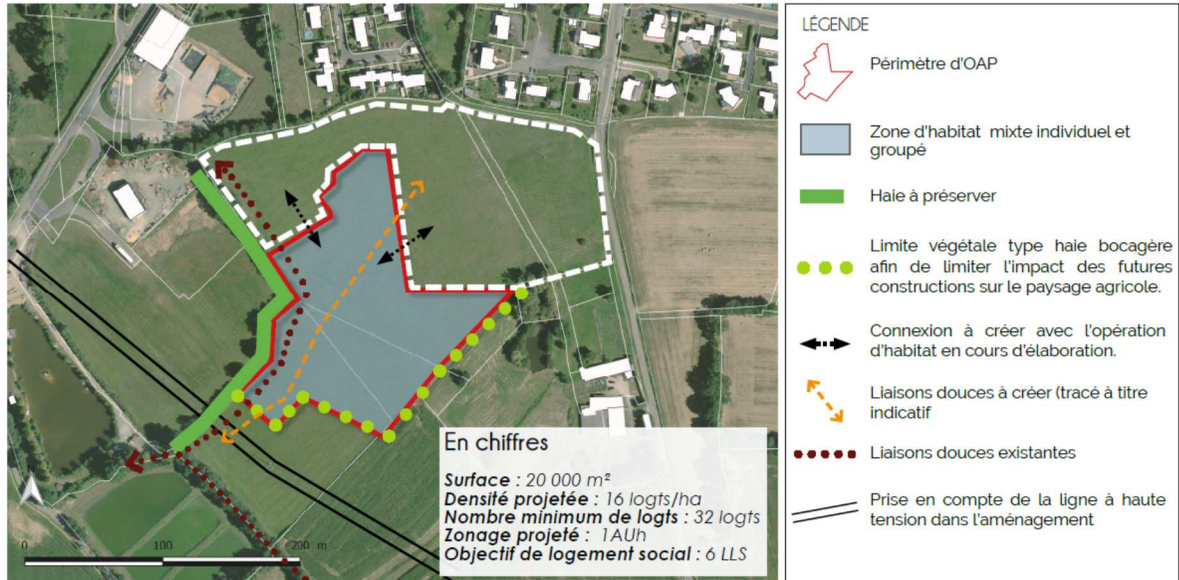 LÉGENDE
Périmètre d'OAP
Zone d'habitat mixte individuel et
groupé
Haie à préserver
Limite végétale type haie bocagère
afin de limiter l'impact des futures
constructions sur le paysage agricole.
Connexion à créer avec l'opération
d'habitat en cours d'élaboration.
Liaisons douces à créer (tracé à titre
indicatif
Liaisons douces existantes
Prise en compte de la ligne à haute
tension dans l'aménagement
En chiffres
Surface : 20 000 m²
Densité projetée : 16 logts/ha
Nombre minimum de logts : 32 logts
Zonage projeté : 1AUh
Objectif de logement social : 6 LLS
0 100 200 m